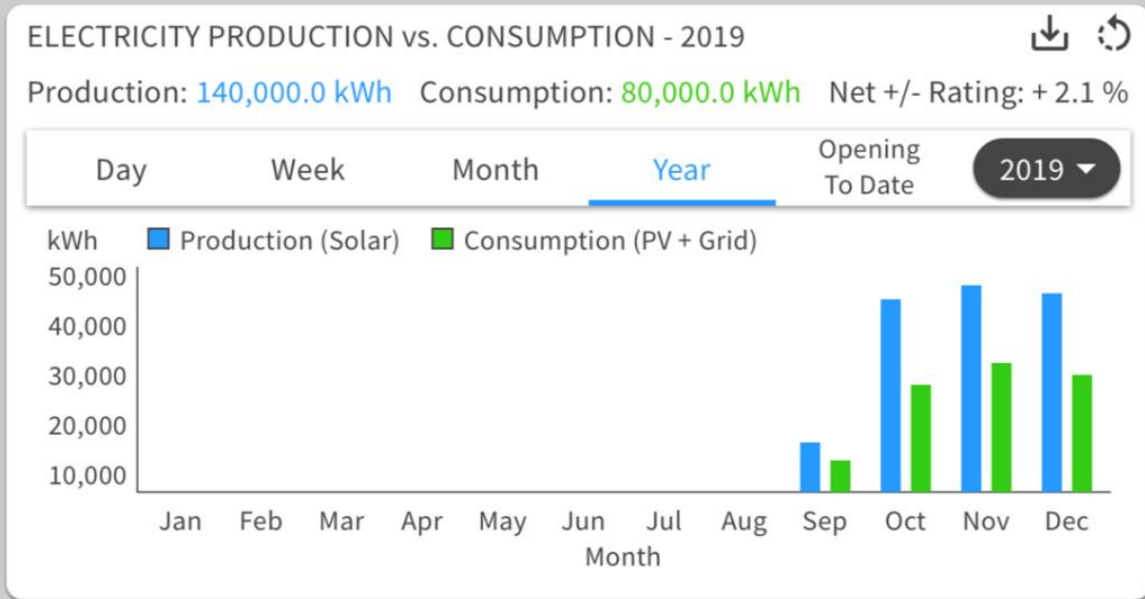 ELECTRICITY PRODUCTION vs. CONSUMPTION - 2019
Production: 140,000.0 kWh Consumption: 80,000.0 kWh Net +/- Rating: + 2.1 %
Day Week Month Year Opening To Date 2019
kWh Production (Solar) Consumption (PV + Grid)
50,000
40,000
30,000
20,000
10,000
Jan Feb Mar Apr May Jun Jul Aug Sep Oct Nov Dec
Month